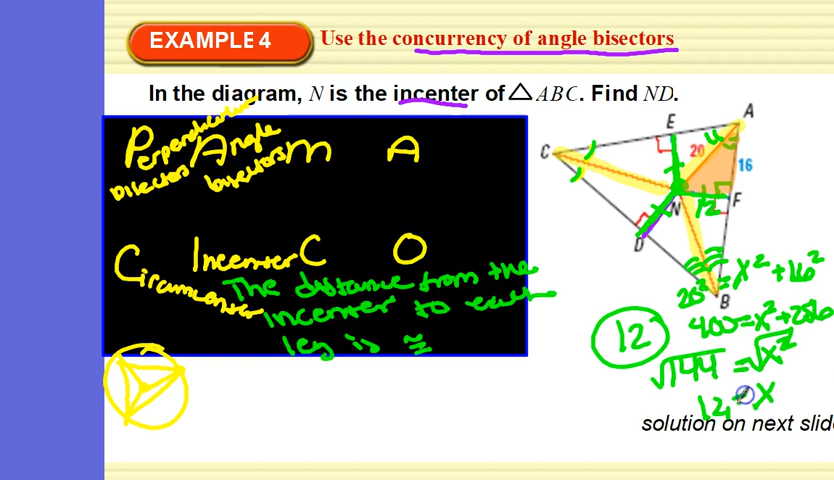 EXAMPLE 4
Use the concurrency of angle bisectors
In the diagram, N is the incenter of △ABC. Find ND.
Perpendicular
Bisectors
Angle
bisectors
m
A
Circumcenter
Incenter
C
O
The distance from the
incenter to each
leg is ≅
A
E
C
20
16
F
N
12
x
D
B
20² = x² + 16²
400 = x² + 256
√144 = √x²
12 = x
12
solution on next slide